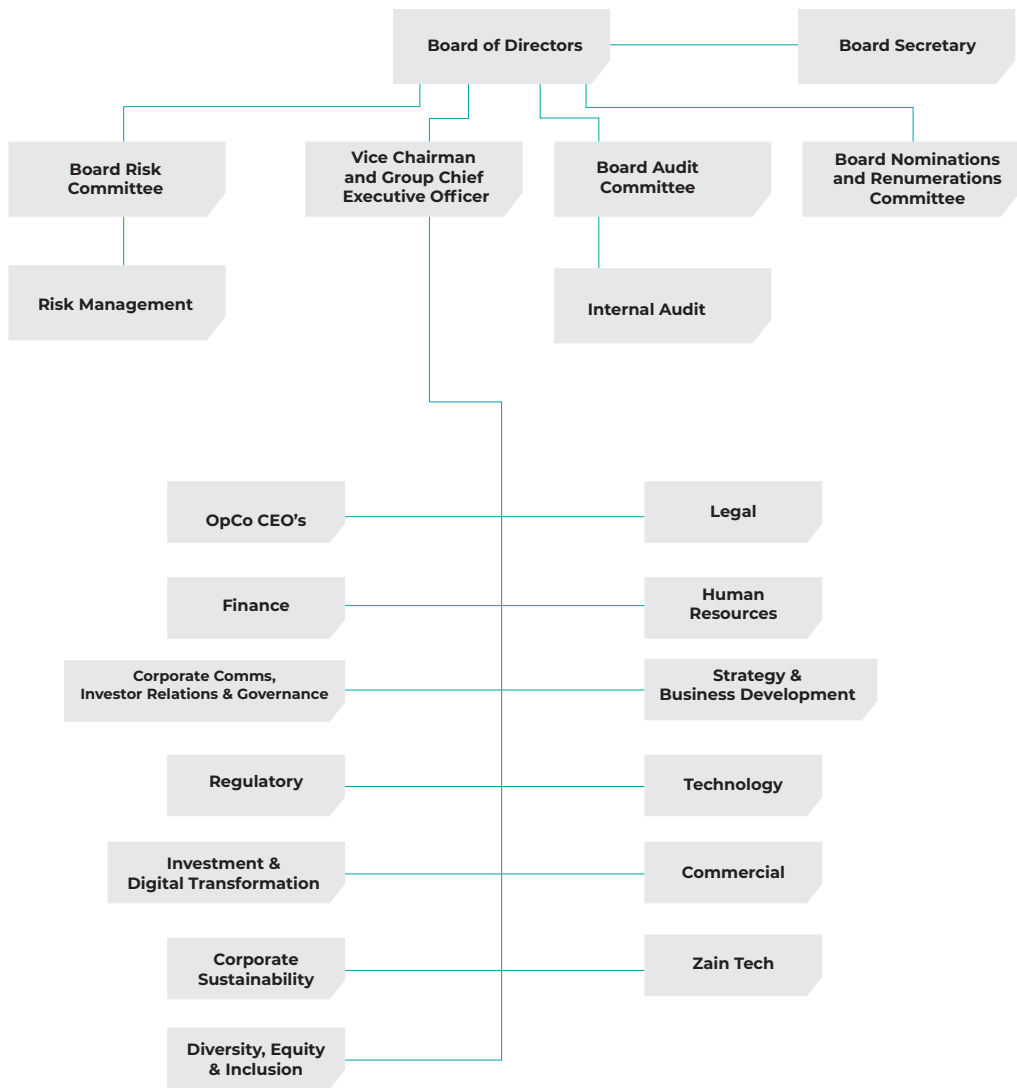 Board of Directors
Board Secretary
Board Risk
Committee
Vice Chairman
and Group Chief
Executive Officer
Board Audit
Committee
Board Nominations
and Renumerations
Committee
Risk Management
Internal Audit
OpCo CEO’s
Legal
Finance
Human
Resources
Corporate Comms,
Investor Relations & Governance
Strategy &
Business Development
Regulatory
Technology
Investment &
Digital Transformation
Commercial
Corporate
Sustainability
Zain Tech
Diversity, Equity
& Inclusion